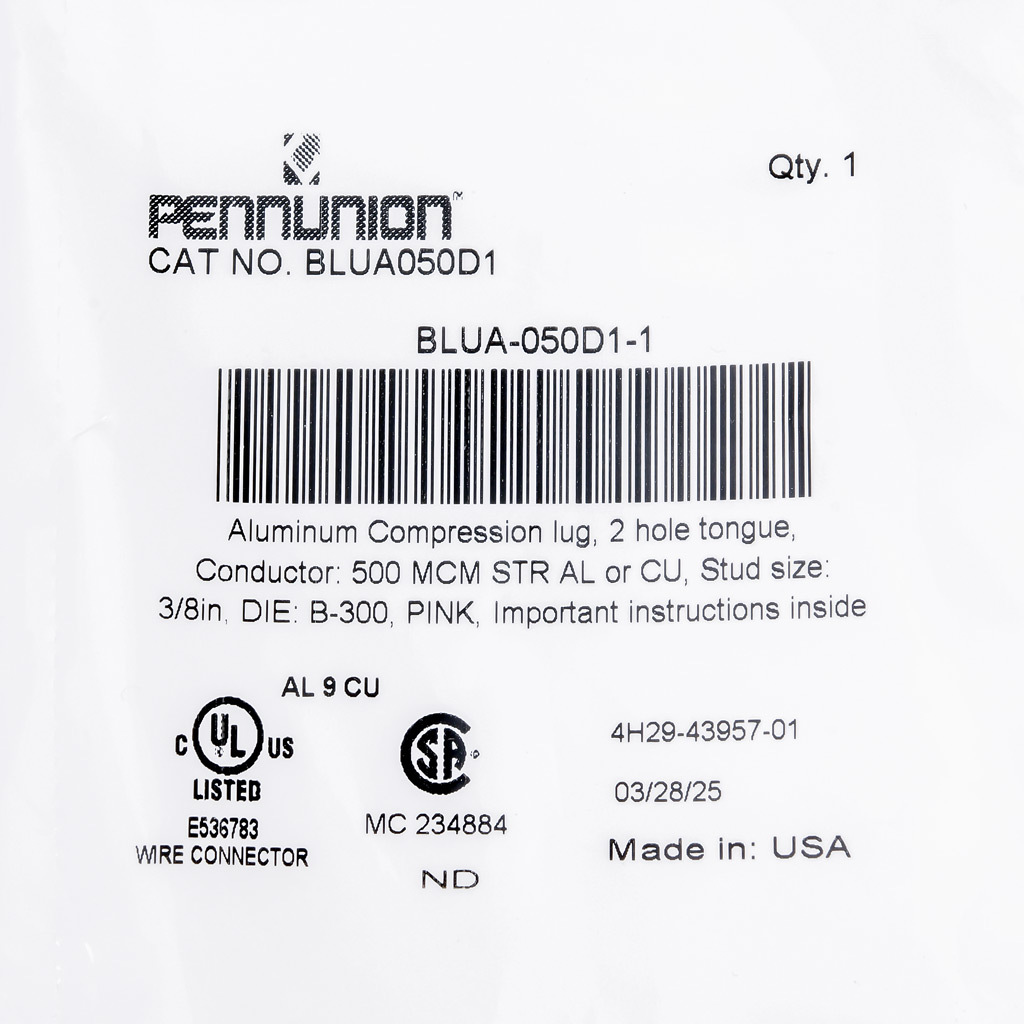 Qty. 1
PENNUNION™
CAT NO. BLUA050D1
BLUA-050D1-1
Aluminum Compression lug, 2 hole tongue,
Conductor: 500 MCM STR AL or CU, Stud size:
3/8in, DIE: B-300, PINK, Important instructions inside
AL 9 CU
C UL US
LISTED
E536783
WIRE CONNECTOR
SA
MC 234884
ND
4H29-43957-01
03/28/25
Made in: USA